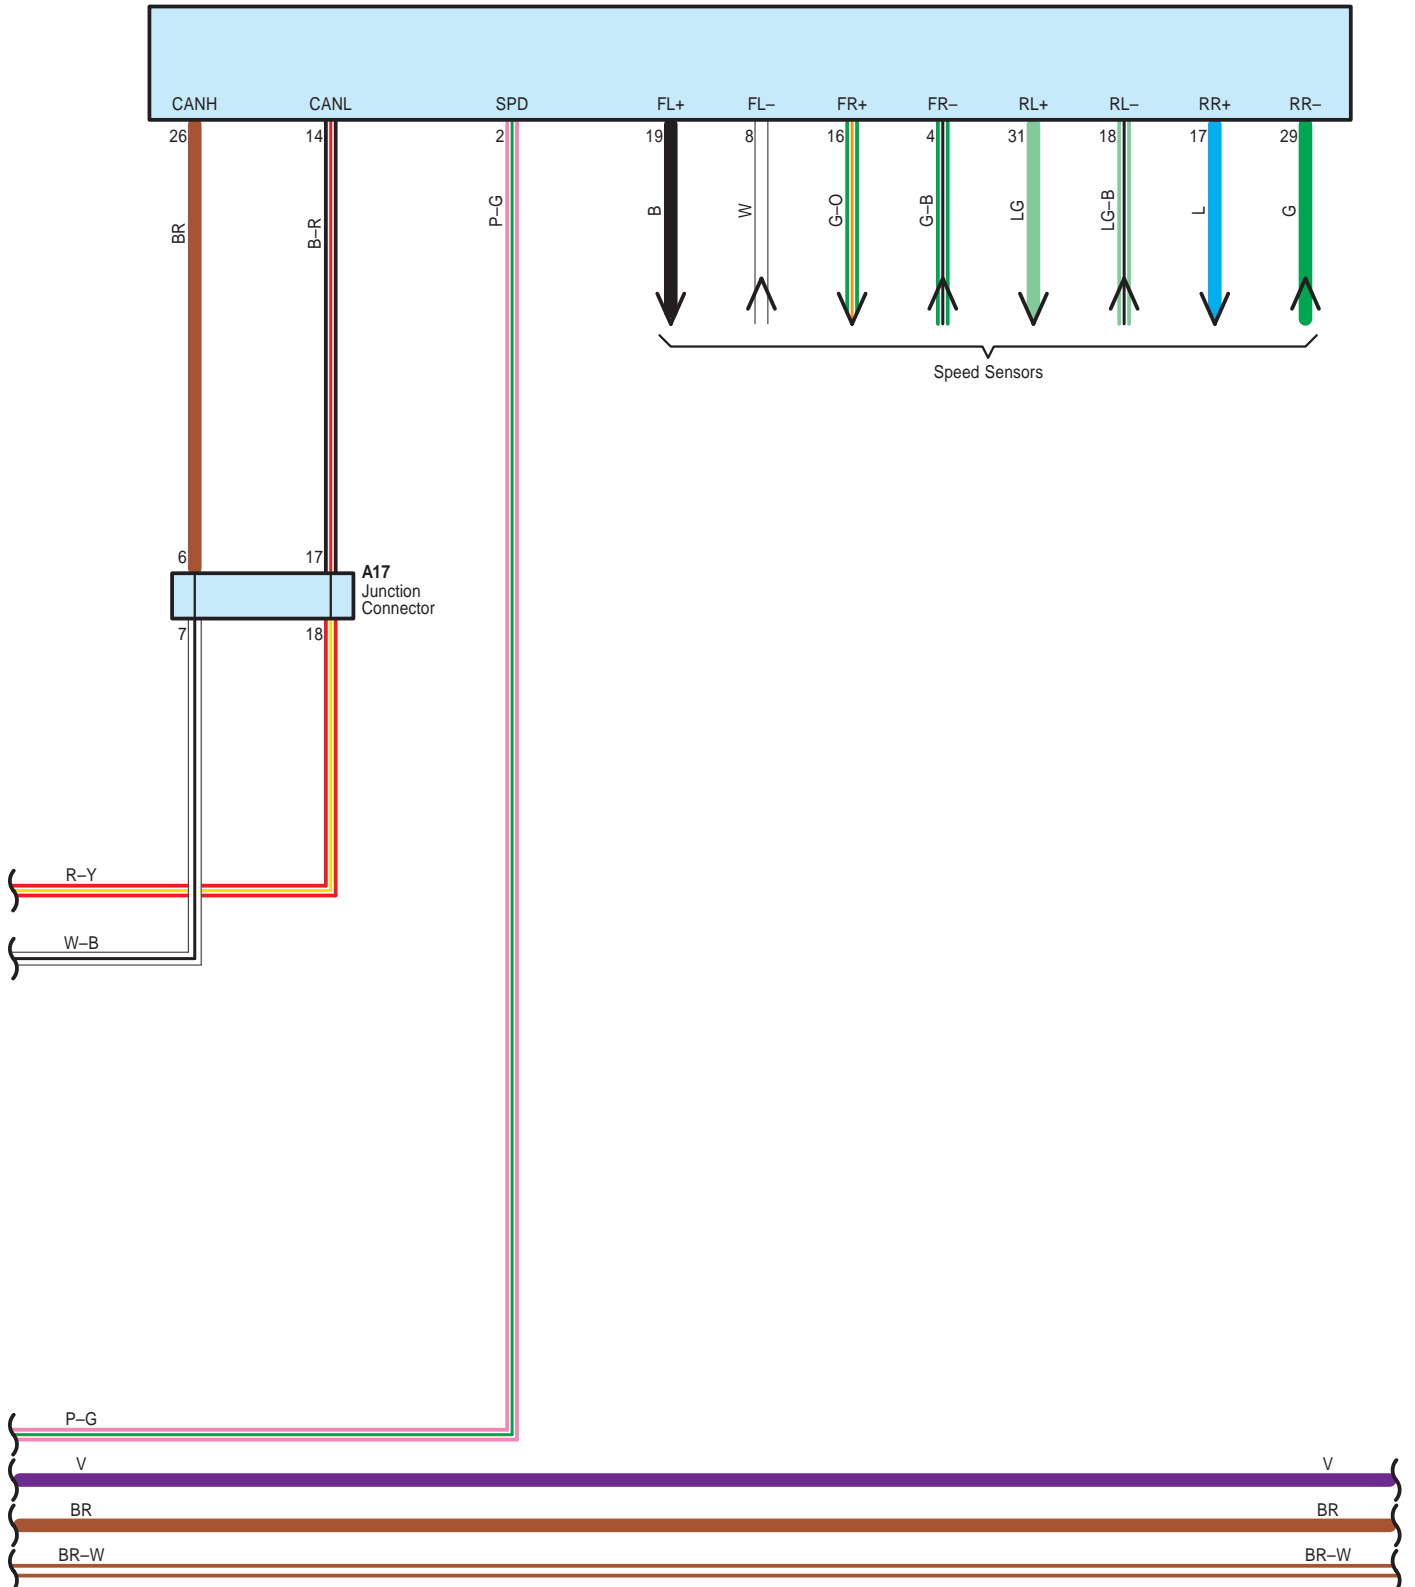 CANH CANL SPD FL+ FL– FR+ FR– RL+ RL– RR+ RR–
26 14 2 19 8 16 4 31 18 17 29
BR B–R P–G B W G–O G–B LG LG–B L G
Speed Sensors
6 17
A17
Junction
Connector
7 18
R–Y
W–B
P–G
V V
BR BR
BR–W BR–W